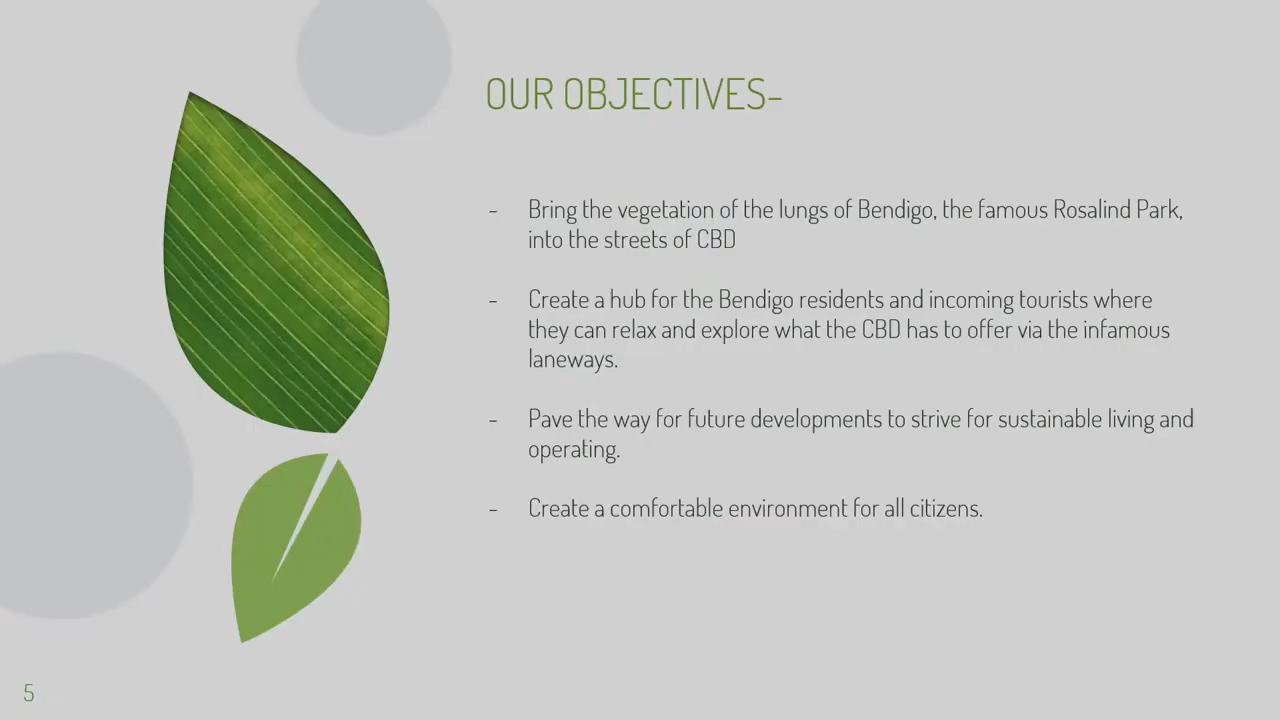 OUR OBJECTIVES-
- Bring the vegetation of the lungs of Bendigo, the famous Rosalind Park,
into the streets of CBD
- Create a hub for the Bendigo residents and incoming tourists where
they can relax and explore what the CBD has to offer via the infamous
laneways.
- Pave the way for future developments to strive for sustainable living and
operating.
- Create a comfortable environment for all citizens.
5